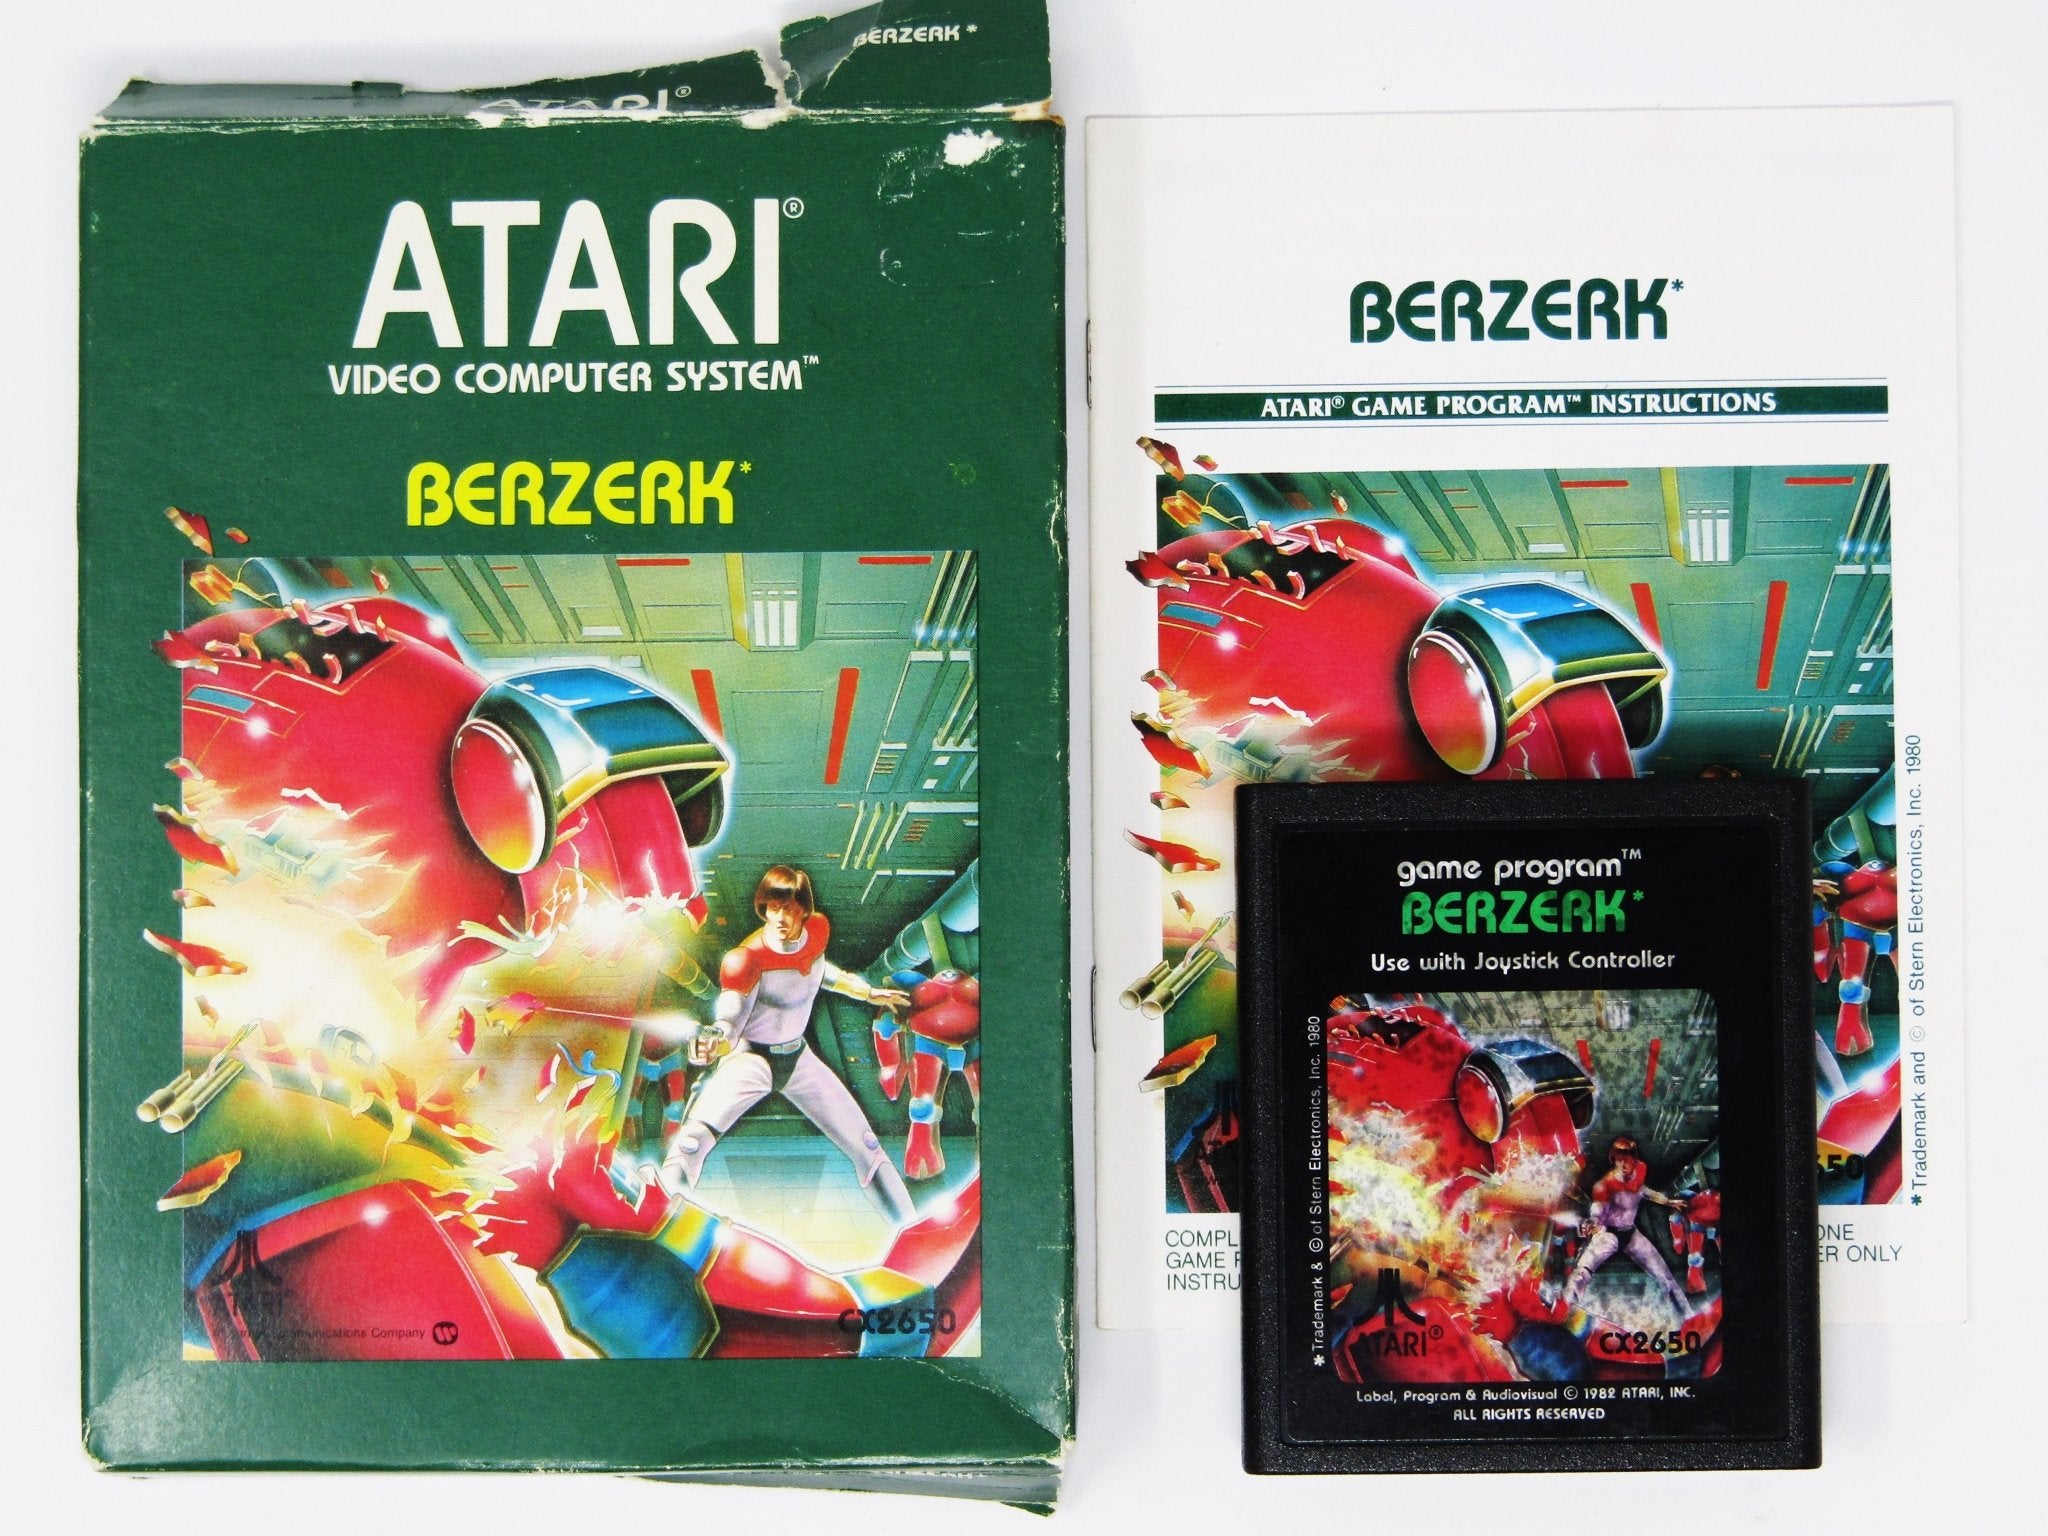 BERZERK*
ATARI®
ATARI®
VIDEO COMPUTER SYSTEM™
BERZERK*
ATARI
Communications Company
CX2650
BERZERK*
ATARI® GAME PROGRAM™ INSTRUCTIONS
*Trademark and © of Stern Electronics, Inc. 1980
650
COMPL
GAME
INSTRU
ONE
ER ONLY
game program™
BERZERK*
Use with Joystick Controller
*Trademark & © of Stern Electronics, Inc. 1980
ATARI®
CX2650
Label, Program & Audiovisual © 1982 ATARI, INC.
ALL RIGHTS RESERVED